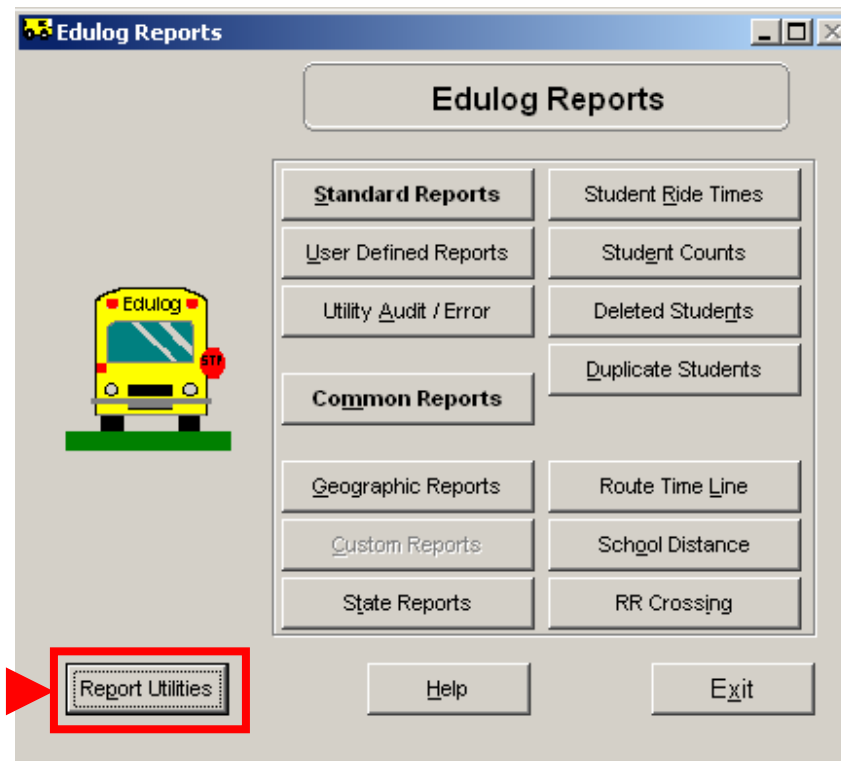 Edulog Reports
Edulog Reports
Standard Reports
Student Ride Times
User Defined Reports
Student Counts
Utility Audit / Error
Deleted Students
Edulog
STP
Duplicate Students
Common Reports
Geographic Reports
Route Time Line
Custom Reports
School Distance
State Reports
RR Crossing
Report Utilities
Help
Exit